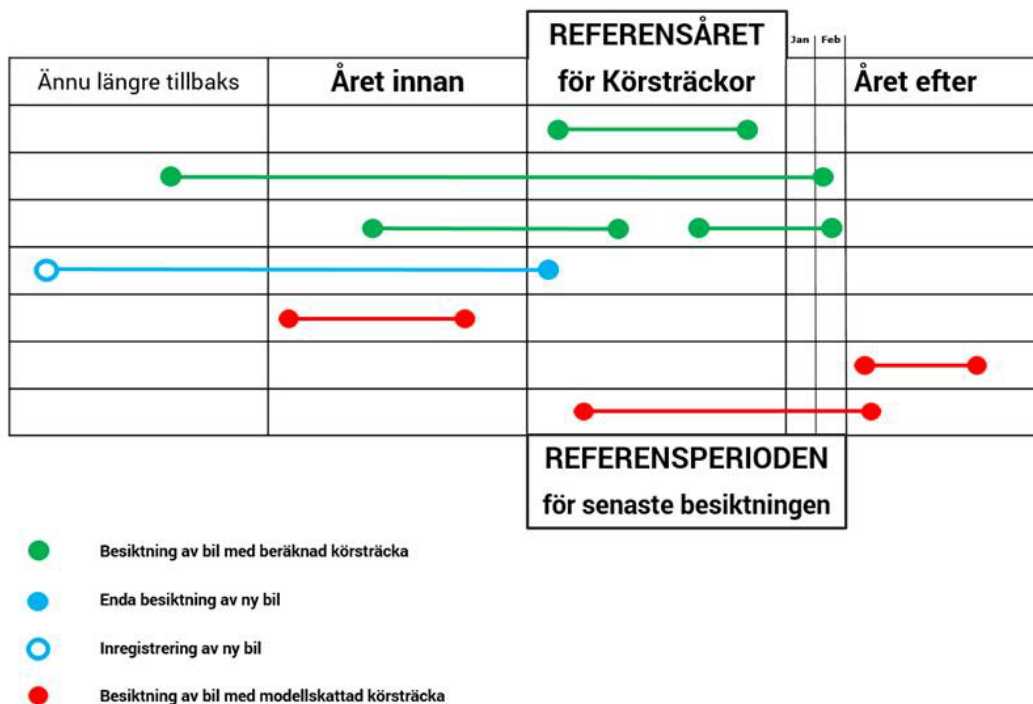 REFERENSÅRET
för Körsträckor
Jan Feb
Ännu längre tillbaks
Året innan
Året efter
REFERENSPERIODEN
för senaste besiktningen
Besiktning av bil med beräknad körsträcka
Enda besiktning av ny bil
Inregistrering av ny bil
Besiktning av bil med modellskattad körsträcka